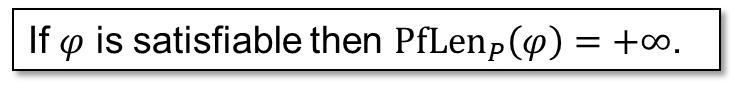 If φ is satisfiable then PfLen_P(φ) = +∞.